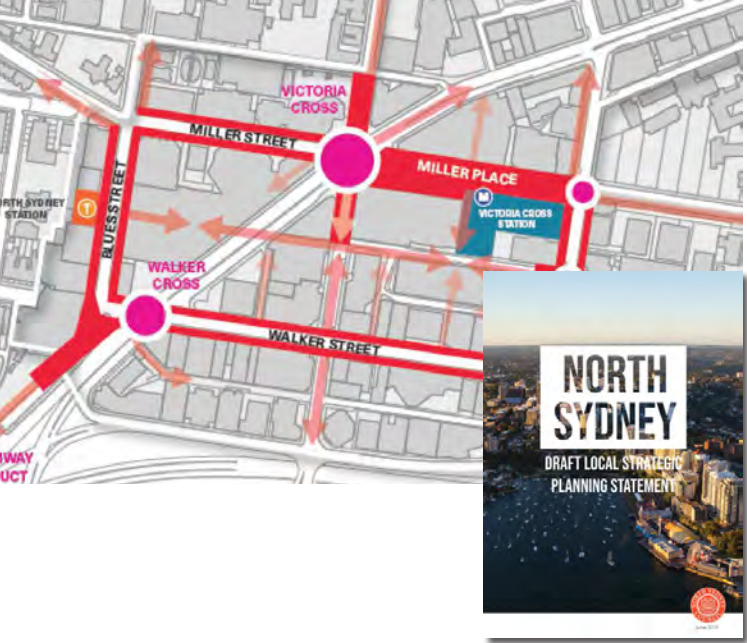 VICTORIA
CROSS
MILLER STREET
MILLER PLACE
NORTH SYDNEY
STATION
T
BLUES STREET
M
VICTORIA CROSS
STATION
WALKER
CROSS
WALKER STREET
NORTH
SYDNEY
DRAFT LOCAL STRATEGIC
PLANNING STATEMENT